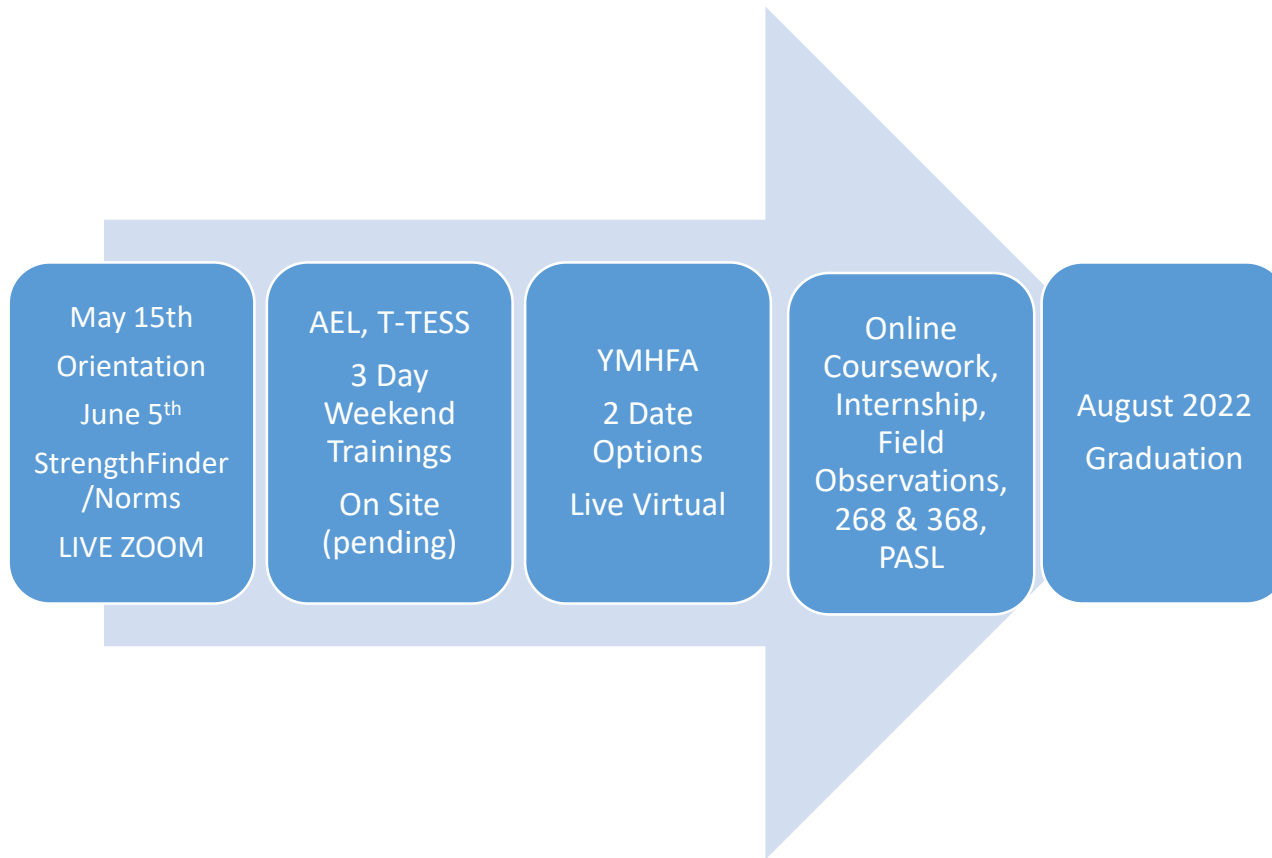 May 15th
Orientation
June 5th
StrengthFinder
/Norms
LIVE ZOOM
AEL, T-TESS
3 Day
Weekend
Trainings
On Site
(pending)
YMHFA
2 Date
Options
Live Virtual
Online
Coursework,
Internship,
Field
Observations,
268 & 368,
PASL
August 2022
Graduation